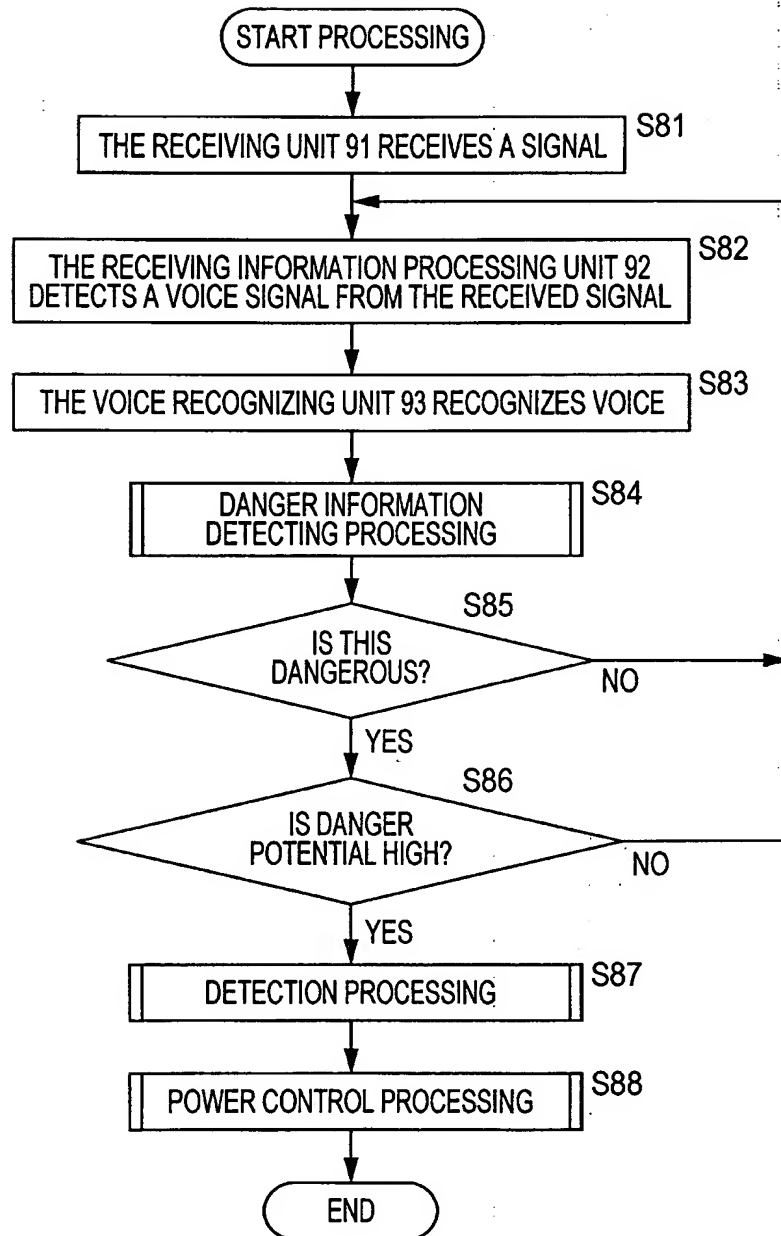 START PROCESSING
S81
THE RECEIVING UNIT 91 RECEIVES A SIGNAL
S82
THE RECEIVING INFORMATION PROCESSING UNIT 92
DETECTS A VOICE SIGNAL FROM THE RECEIVED SIGNAL
S83
THE VOICE RECOGNIZING UNIT 93 RECOGNIZES VOICE
S84
DANGER INFORMATION
DETECTING PROCESSING
S85
IS THIS
DANGEROUS?
NO
YES
S86
IS DANGER
POTENTIAL HIGH?
NO
YES
S87
DETECTION PROCESSING
S88
POWER CONTROL PROCESSING
END